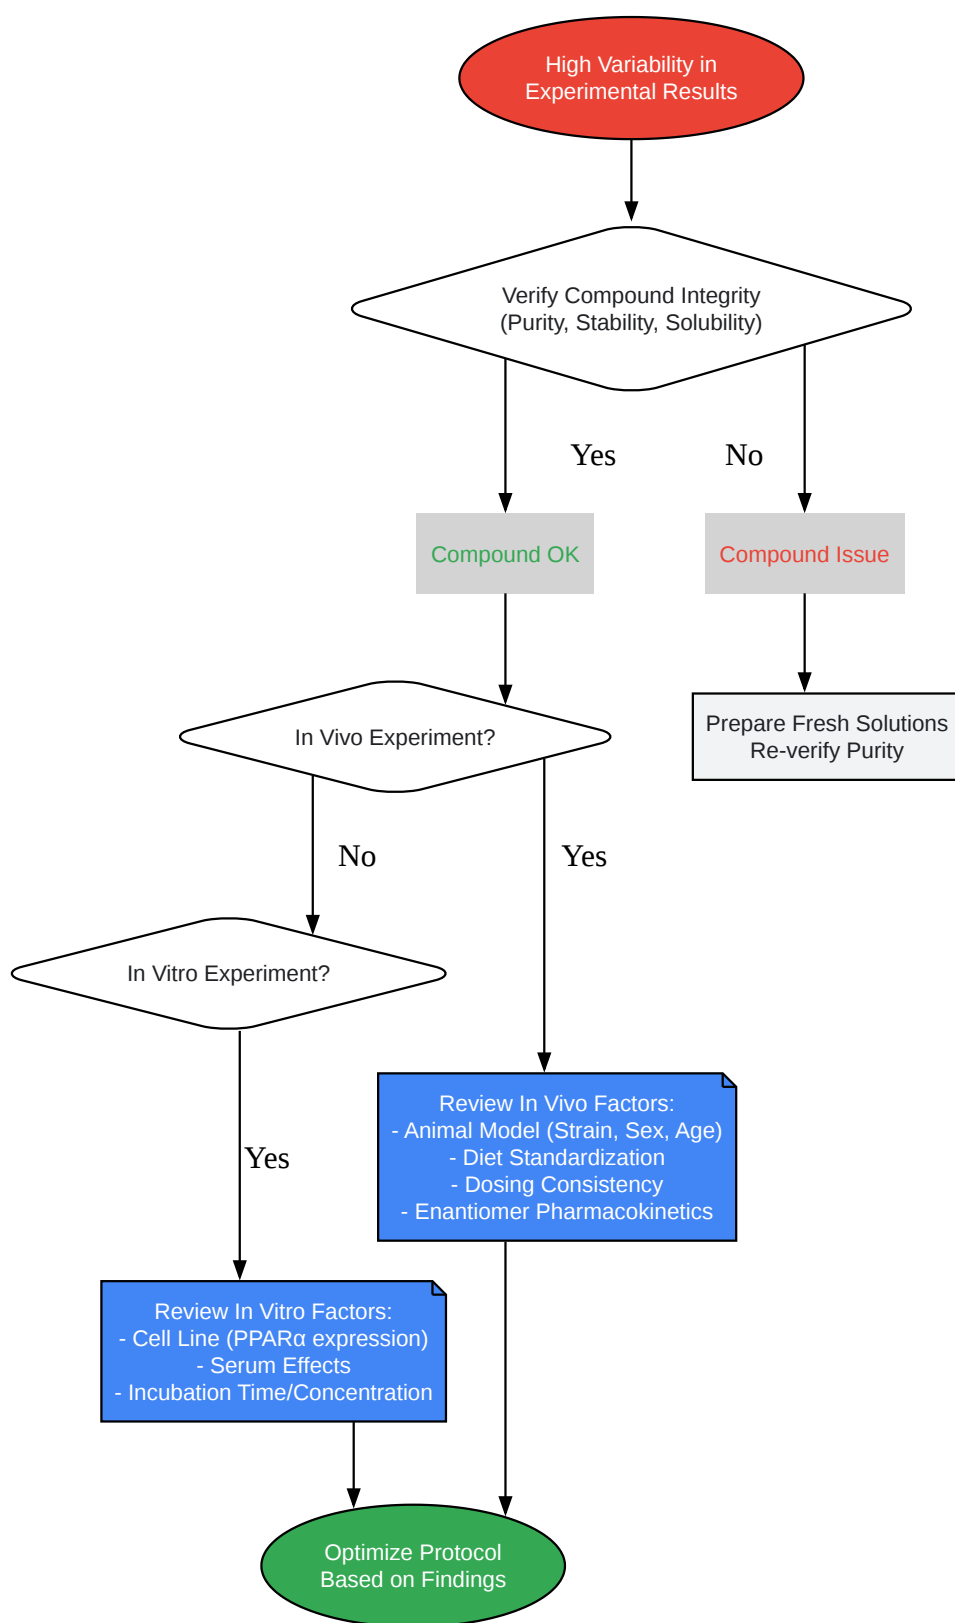 High Variability in
Experimental Results
Verify Compound Integrity
(Purity, Stability, Solubility)
Yes
No
Compound OK
Compound Issue
In Vivo Experiment?
Prepare Fresh Solutions
Re-verify Purity
No
Yes
In Vitro Experiment?
Review In Vivo Factors:
- Animal Model (Strain, Sex, Age)
- Diet Standardization
- Dosing Consistency
- Enantiomer Pharmacokinetics
Yes
Review In Vitro Factors:
- Cell Line (PPARα expression)
- Serum Effects
- Incubation Time/Concentration
Optimize Protocol
Based on Findings